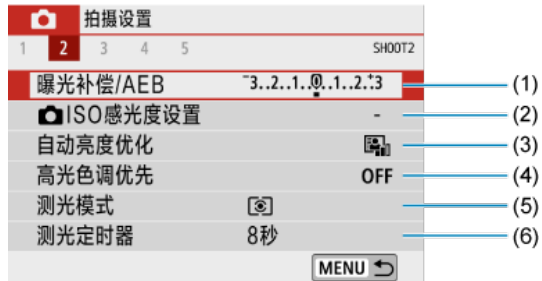 拍摄设置
1 2 3 4 5 SHOOT2
曝光补偿/AEB -3..2..1..0..1..2..+3 (1)
ISO感光度设置 - (2)
自动亮度优化 (3)
高光色调优先 OFF (4)
测光模式 (5)
测光定时器 8秒 (6)
MENU